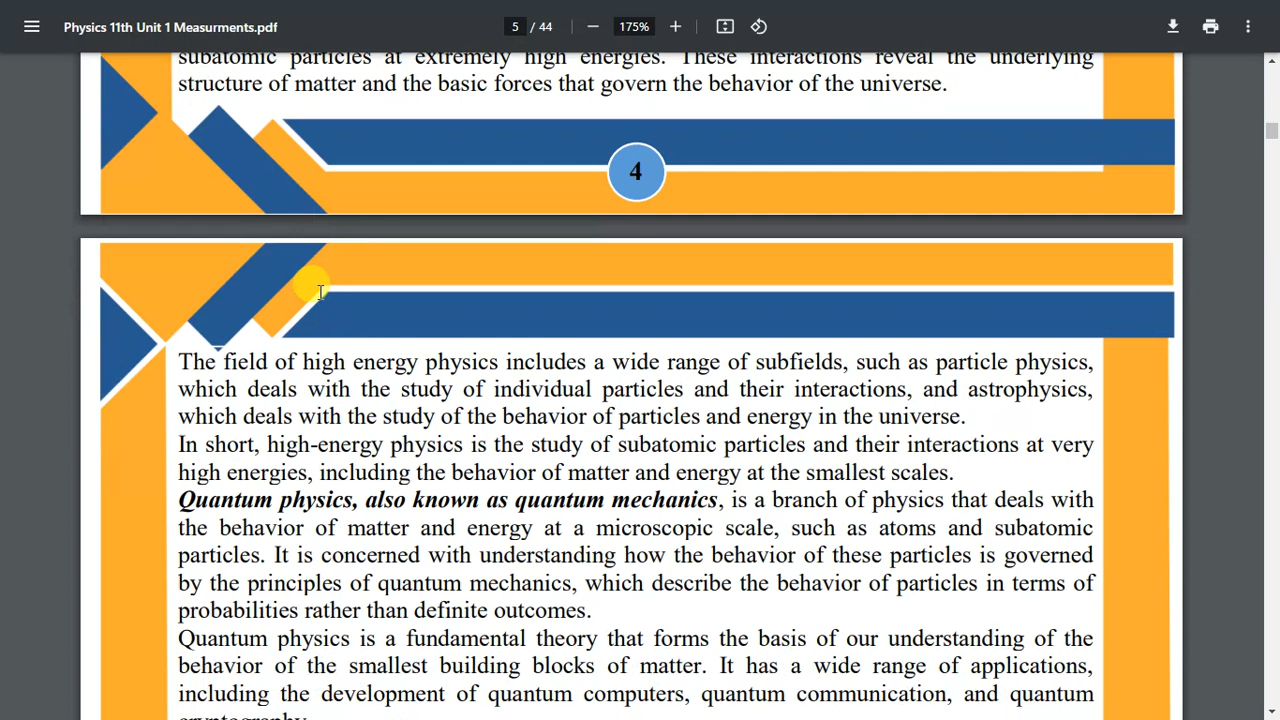 Physics 11th Unit 1 Measurments.pdf
5 / 44
175%
subatomic particles at extremely high energies. These interactions reveal the underlying
structure of matter and the basic forces that govern the behavior of the universe.
4
The field of high energy physics includes a wide range of subfields, such as particle physics,
which deals with the study of individual particles and their interactions, and astrophysics,
which deals with the study of the behavior of particles and energy in the universe.
In short, high-energy physics is the study of subatomic particles and their interactions at very
high energies, including the behavior of matter and energy at the smallest scales.
Quantum physics, also known as quantum mechanics, is a branch of physics that deals with
the behavior of matter and energy at a microscopic scale, such as atoms and subatomic
particles. It is concerned with understanding how the behavior of these particles is governed
by the principles of quantum mechanics, which describe the behavior of particles in terms of
probabilities rather than definite outcomes.
Quantum physics is a fundamental theory that forms the basis of our understanding of the
behavior of the smallest building blocks of matter. It has a wide range of applications,
including the development of quantum computers, quantum communication, and quantum
cryptography.